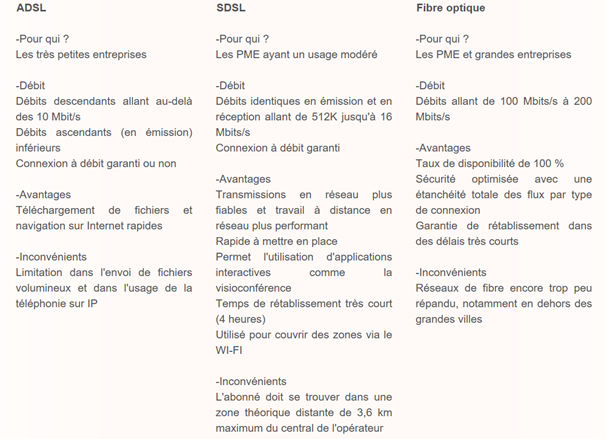 ADSL
-Pour qui ?
Les très petites entreprises
-Débit
Débits descendants allant au-delà
des 10 Mbit/s
Débits ascendants (en émission)
inférieurs
Connexion à débit garanti ou non
-Avantages
Téléchargement de fichiers et
navigation sur Internet rapides
-Inconvénients
Limitation dans l'envoi de fichiers
volumineux et dans l'usage de la
téléphonie sur IP
SDSL
-Pour qui ?
Les PME ayant un usage modéré
-Débit
Débits identiques en émission et en
réception allant de 512K jusqu'à 16
Mbits/s
Connexion à débit garanti
-Avantages
Transmissions en réseau plus
fiables et travail à distance en
réseau plus performant
Rapide à mettre en place
Permet l'utilisation d'applications
interactives comme la
visioconférence
Temps de rétablissement très court
(4 heures)
Utilisé pour couvrir des zones via le
WI-FI
-Inconvénients
L'abonné doit se trouver dans une
zone théorique distante de 3,6 km
maximum du central de l'opérateur
Fibre optique
-Pour qui ?
Les PME et grandes entreprises
-Débit
Débits allant de 100 Mbits/s à 200
Mbits/s
-Avantages
Taux de disponibilité de 100 %
Sécurité optimisée avec une
étanchéité totale des flux par type
de connexion
Garantie de rétablissement dans
des délais très courts
-Inconvénients
Réseaux de fibre encore trop peu
répandu, notamment en dehors des
grandes villes